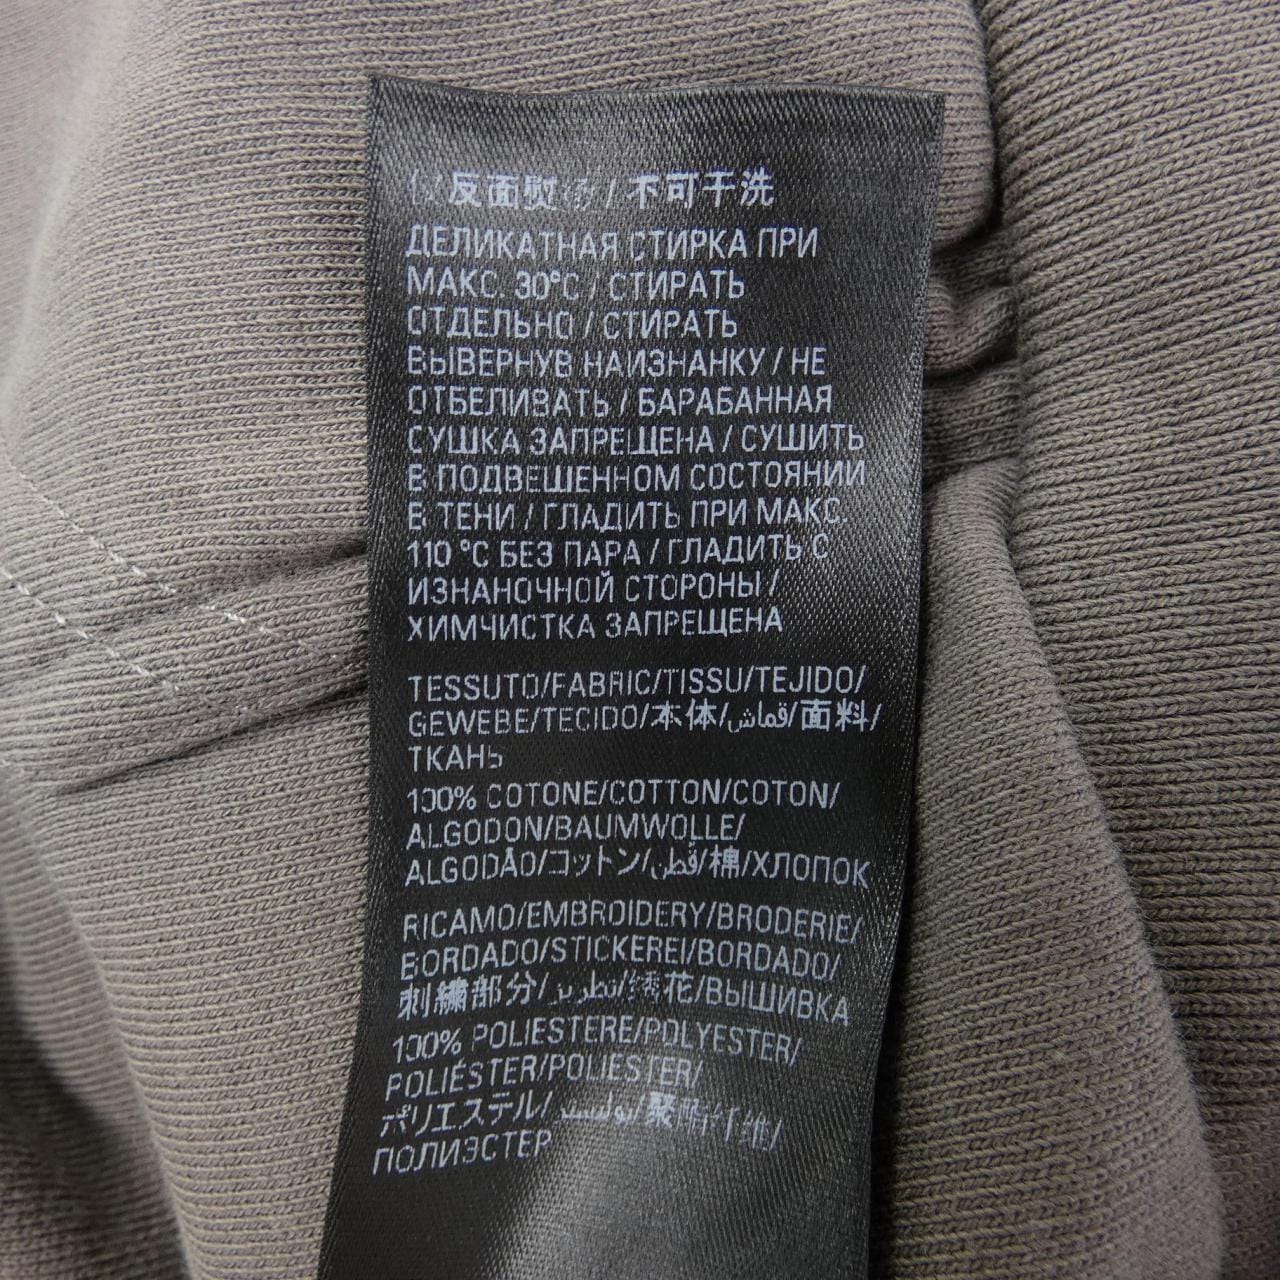 仅反面熨烫/不可干洗
ДЕЛИКАТНАЯ СТИРКА ПРИ
МАКС. 30°C / СТИРАТЬ
ОТДЕЛЬНО / СТИРАТЬ
ВЫВЕРНУВ НАИЗНАНКУ / НЕ
ОТБЕЛИВАТЬ / БАРАБАННАЯ
СУШКА ЗАПРЕЩЕНА / СУШИТЬ
В ПОДВЕШЕННОМ СОСТОЯНИИ
В ТЕНИ / ГЛАДИТЬ ПРИ МАКС.
110 °C БЕЗ ПАРА / ГЛАДИТЬ С
ИЗНАНОЧНОЙ СТОРОНЫ /
ХИМЧИСТКА ЗАПРЕЩЕНА
TESSUTO/FABRIC/TISSU/TEJIDO/
GEWEBE/TECIDO/本体/قماش/面料/
ТКАНЬ
100% COTONE/COTTON/COTON/
ALGODON/BAUMWOLLE/
ALGODÃO/コットン/قطن/棉/ХЛОПОК
RICAMO/EMBROIDERY/BRODERIE/
BORDADO/STICKEREI/BORDADO/
刺繍部分/تطريز/绣花/ВЫШИВКА
100% POLIESTERE/POLYESTER/
POLIÉSTER/POLIESTER/
ポリエステル/بوليستر/聚酯纤维/
ПОЛИЭСТЕР